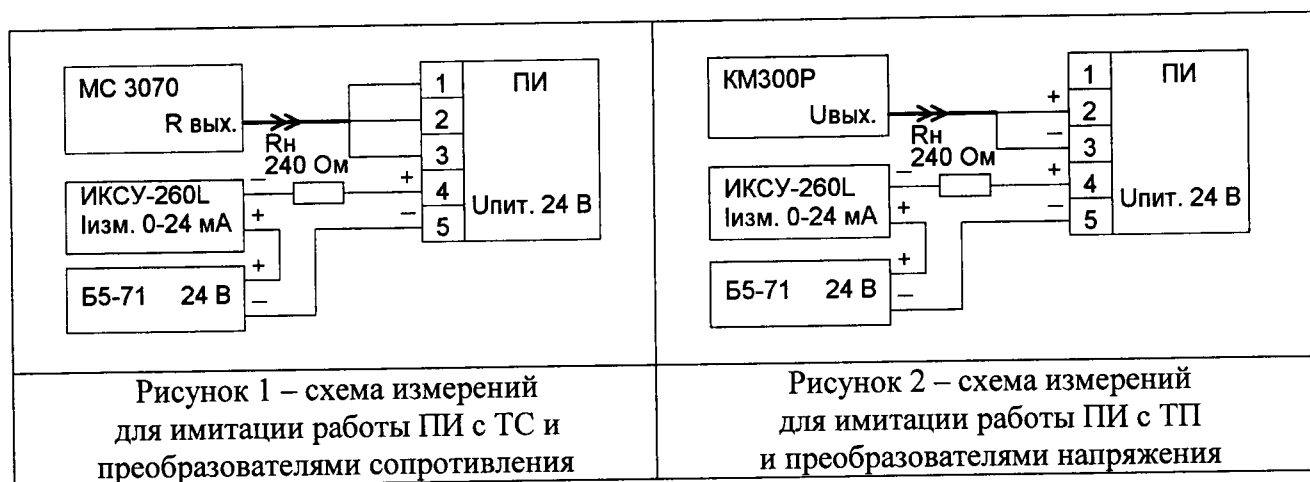 МС 3070
R вых.
Rн
240 Ом
1
2
3
4
5
ПИ
Uпит. 24 В
+
–
ИКСУ-260L
Iизм. 0-24 мА
–
+
+
–
Б5-71 24 В
Рисунок 1 – схема измерений
для имитации работы ПИ с ТС и
преобразователями сопротивления
КМ300Р
Uвых.
Rн
240 Ом
+
–
+
–
1
2
3
4
5
ПИ
Uпит. 24 В
ИКСУ-260L
Iизм. 0-24 мА
–
+
+
–
Б5-71 24 В
Рисунок 2 – схема измерений
для имитации работы ПИ с ТП
и преобразователями напряжения